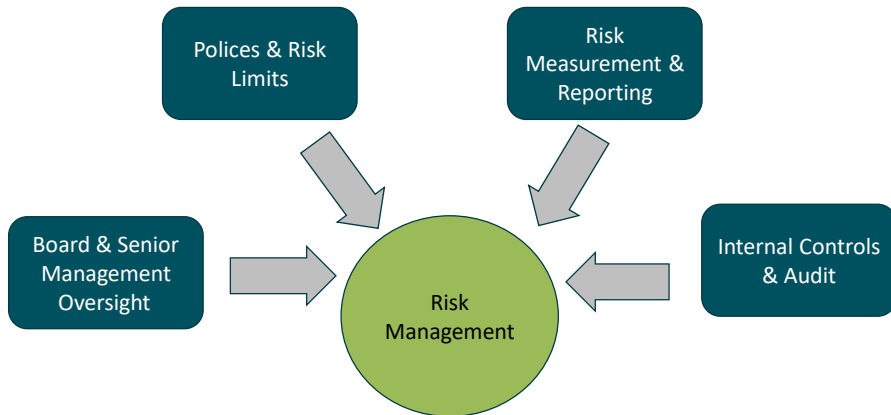 Polices & Risk
Limits
Risk
Measurement &
Reporting
Board & Senior
Management
Oversight
Internal Controls
& Audit
Risk
Management